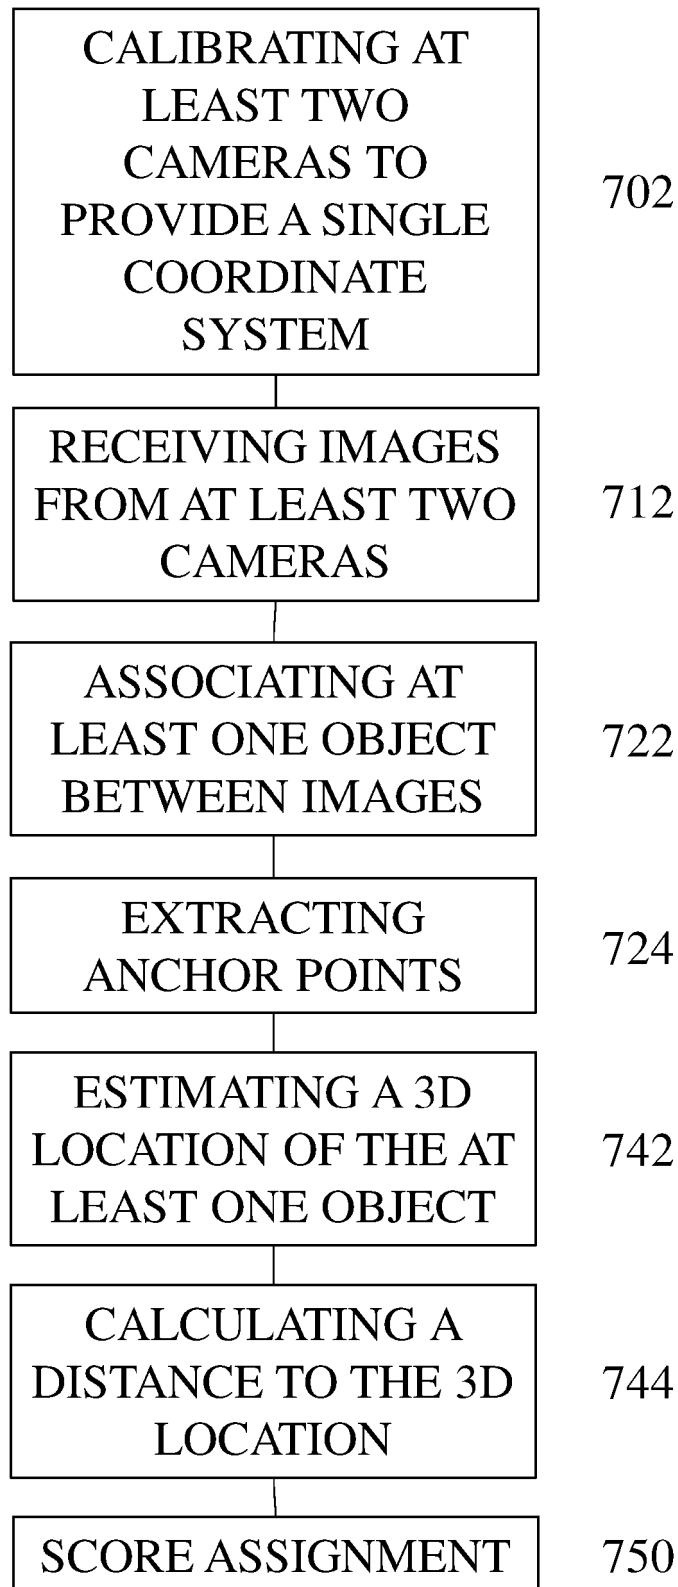 CALIBRATING AT
LEAST TWO
CAMERAS TO
PROVIDE A SINGLE
COORDINATE
SYSTEM
702
RECEIVING IMAGES
FROM AT LEAST TWO
CAMERAS
712
ASSOCIATING AT
LEAST ONE OBJECT
BETWEEN IMAGES
722
EXTRACTING
ANCHOR POINTS
724
ESTIMATING A 3D
LOCATION OF THE AT
LEAST ONE OBJECT
742
CALCULATING A
DISTANCE TO THE 3D
LOCATION
744
SCORE ASSIGNMENT
750